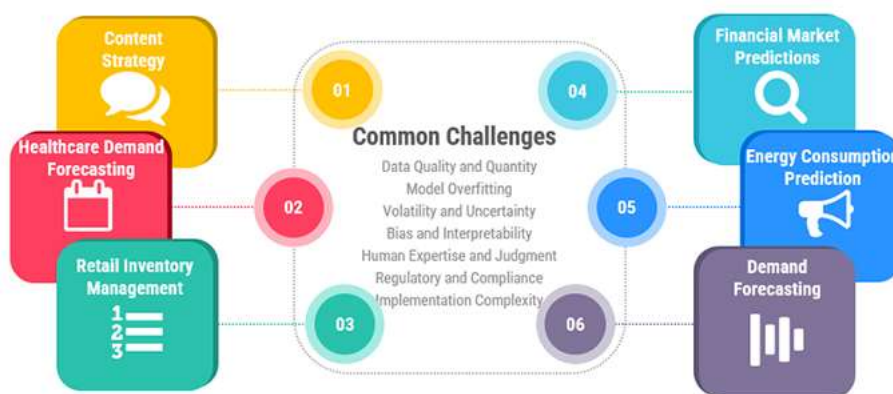 Content
Strategy
01
Healthcare Demand
Forecasting
02
Retail Inventory
Management
1
2
3
03
Common Challenges
Data Quality and Quantity
Model Overfitting
Volatility and Uncertainty
Bias and Interpretability
Human Expertise and Judgment
Regulatory and Compliance
Implementation Complexity
Financial Market
Predictions
04
Energy Consumption
Prediction
05
Demand
Forecasting
06